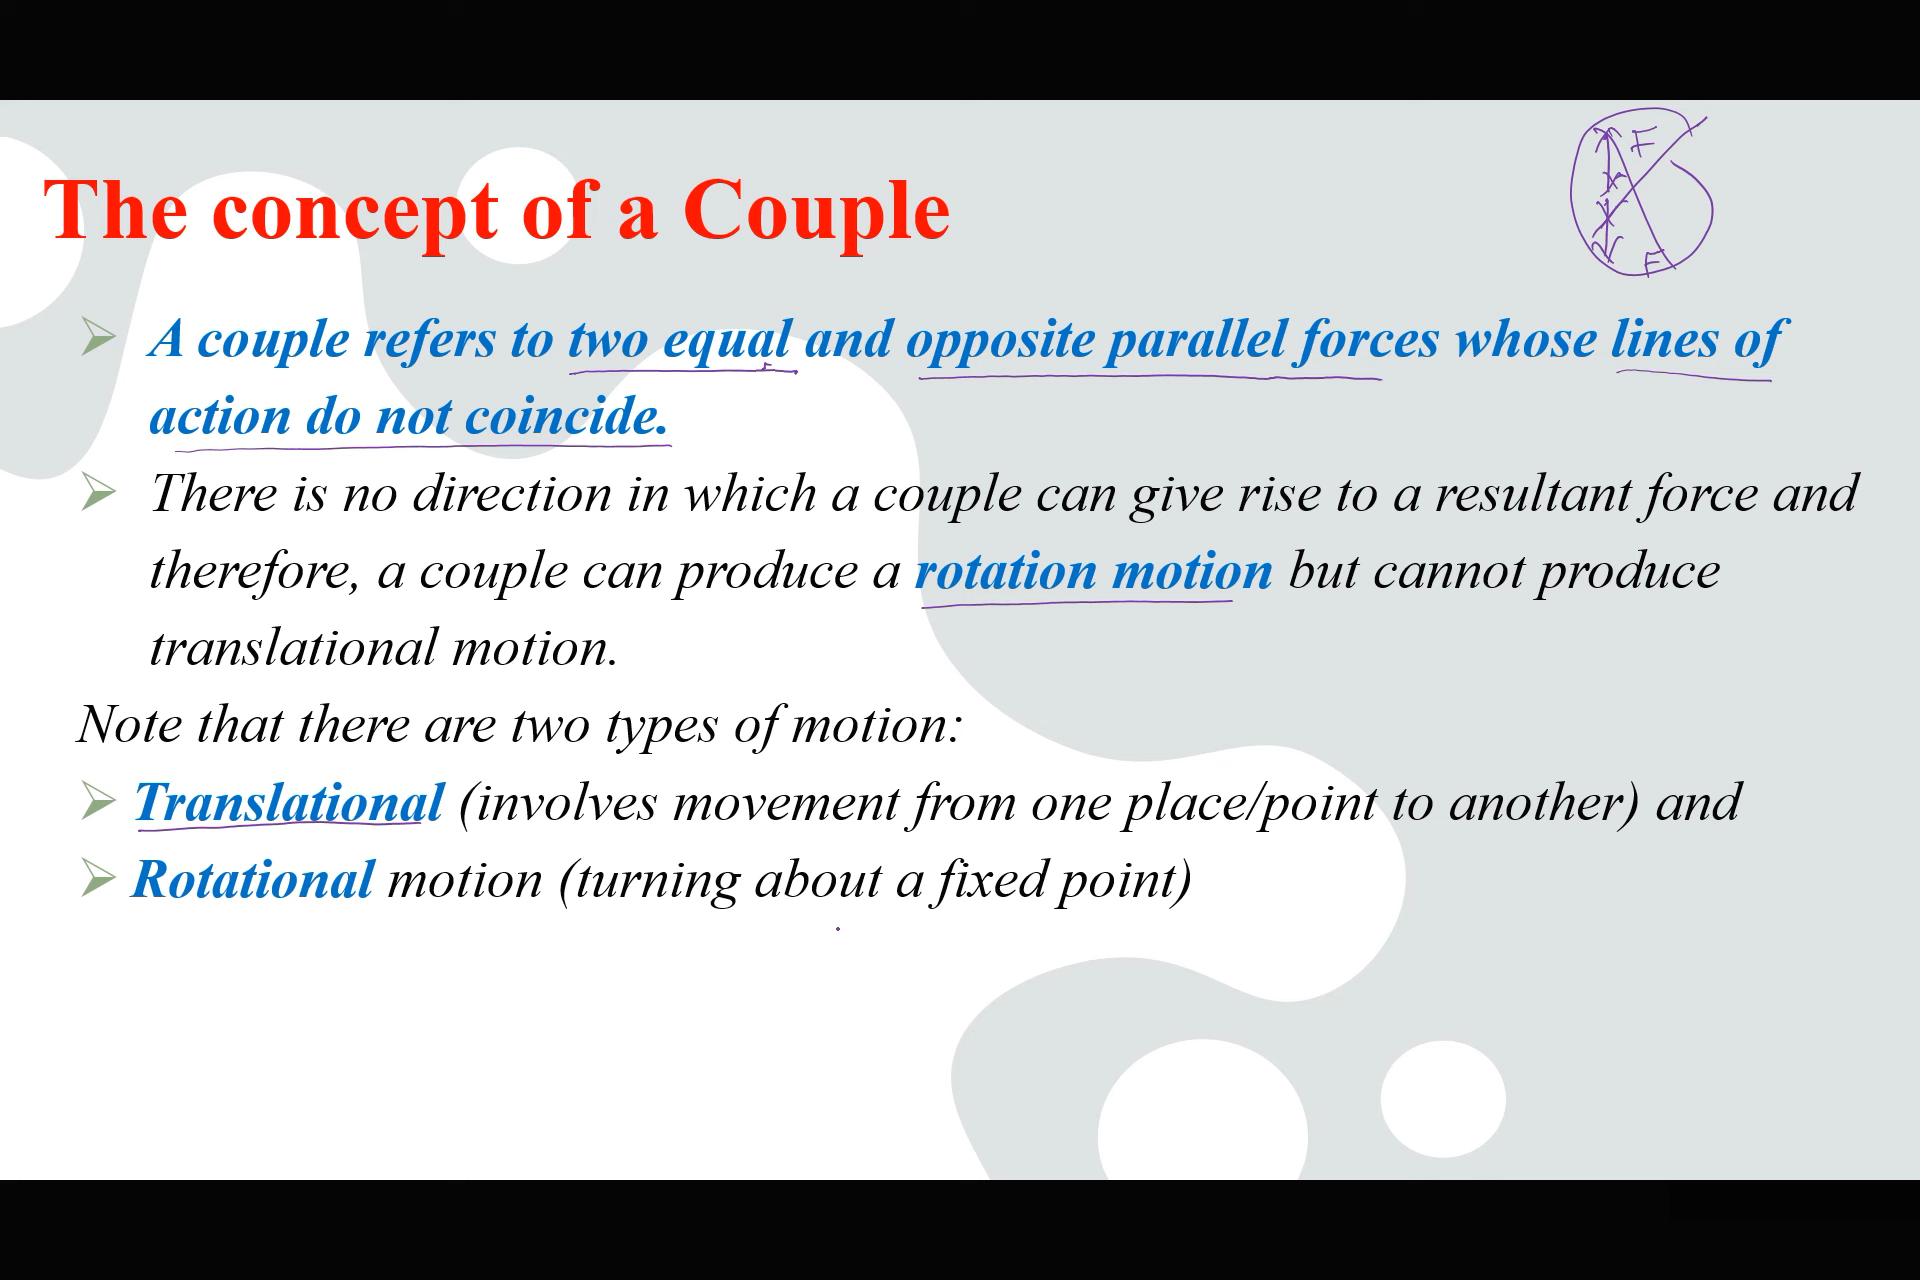 F
F
The concept of a Couple
➢ A couple refers to two equal and opposite parallel forces whose lines of
action do not coincide.
➢ There is no direction in which a couple can give rise to a resultant force and
therefore, a couple can produce a rotation motion but cannot produce
translational motion.
Note that there are two types of motion:
➢ Translational (involves movement from one place/point to another) and
➢ Rotational motion (turning about a fixed point)